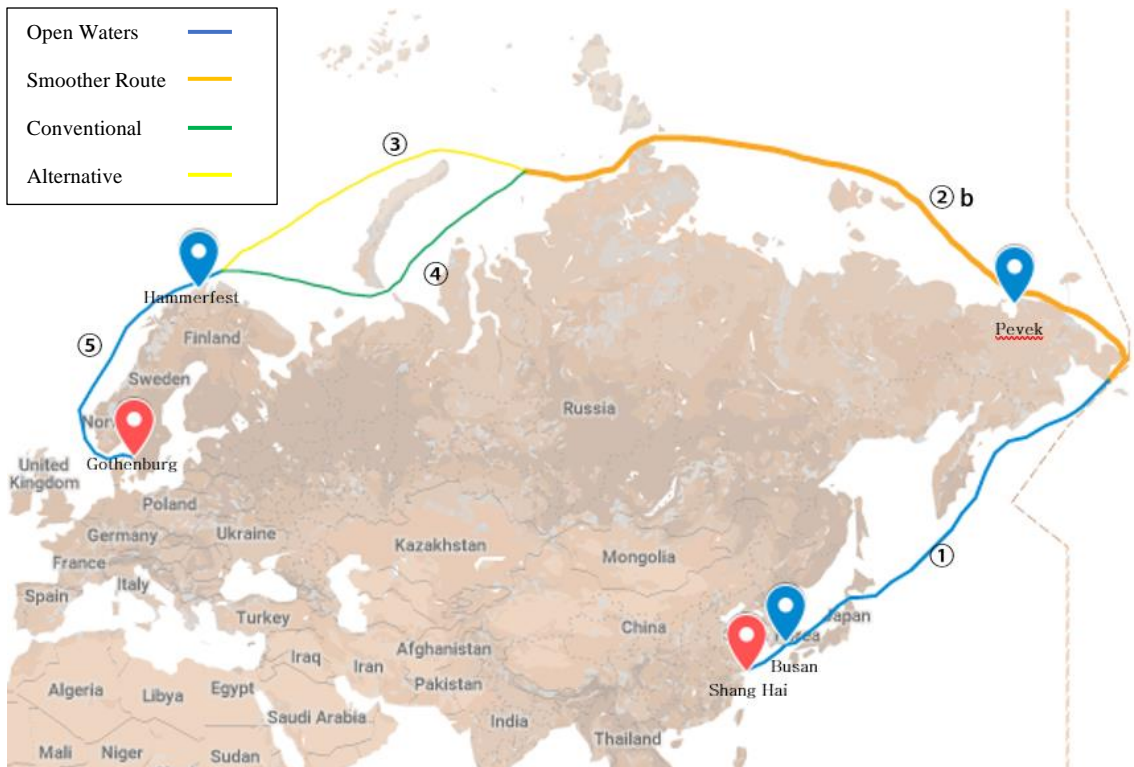 Open Waters
Smoother Route
Conventional
Alternative
③
② b
④
Hammerfest
Pevek
Finland
⑤
Sweden
Russia
Nor
Gothenburg
United
Kingdom
Poland
Germany
Ukraine
Kazakhstan
Mongolia
①
France
Italy
Spain
Turkey
China
Japan
rea
Busan
Afghanistan
Iraq
Iran
Shang Hai
Pakistan
Algeria
Libya
Egypt
Saudi Arabia
India
Thailand
Mali
Niger
Sudan